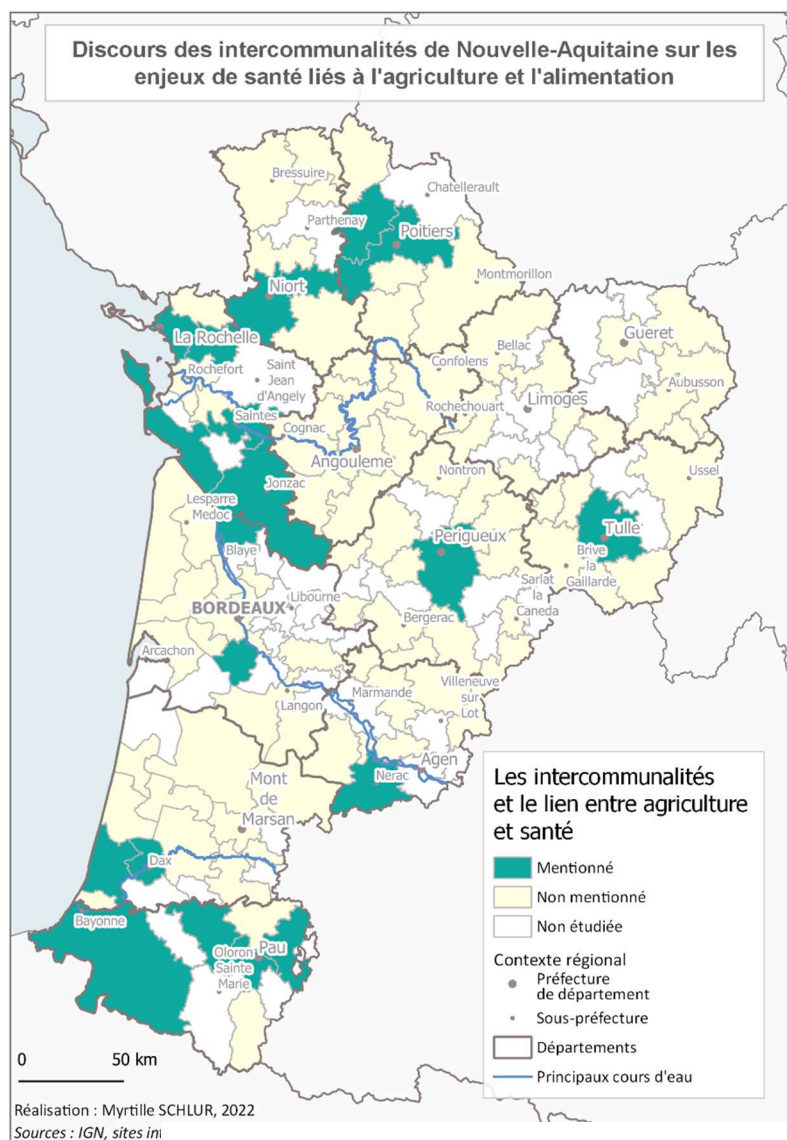 Discours des intercommunalités de Nouvelle-Aquitaine sur les
enjeux de santé liés à l'agriculture et l'alimentation
Bressuire
Chatellerault
Parthenay
Poitiers
Niort
Montmorillon
La Rochelle
Gueret
Bellac
Rochefort
Saint
Jean
d'Angely
Confolens
Aubusson
Rochechouart
Limoges
Saintes
Cognac
Angouleme
Nontron
Ussel
Jonzac
Lesparre
Medoc
Perigueux
Tulle
Blaye
Brive
la
Gaillarde
Libourne
Sarlat
la
Caneda
BORDEAUX
Bergerac
Arcachon
Langon
Marmande
Villeneuve
sur
Lot
Agen
Nerac
Mont
de
Marsan
Dax
Bayonne
Oloron
Sainte
Marie
Pau
Les intercommunalités
et le lien entre agriculture
et santé
Mentionné
Non mentionné
Non étudiée
Contexte régional
Préfecture
de département
Sous-préfecture
Départements
Principaux cours d'eau
0 50 km
Réalisation : Myrtille SCHLUR, 2022
Sources : IGN, sites